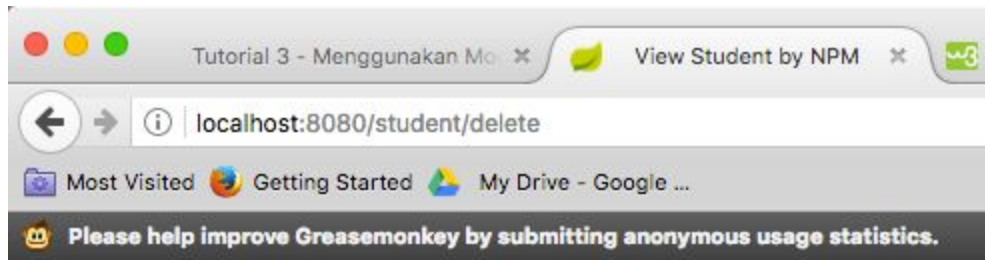 Tutorial 3 - Menggunakan Mo
View Student by NPM
w3
localhost:8080/student/delete
Most Visited Getting Started My Drive - Google ...
Please help improve Greasemonkey by submitting anonymous usage statistics.